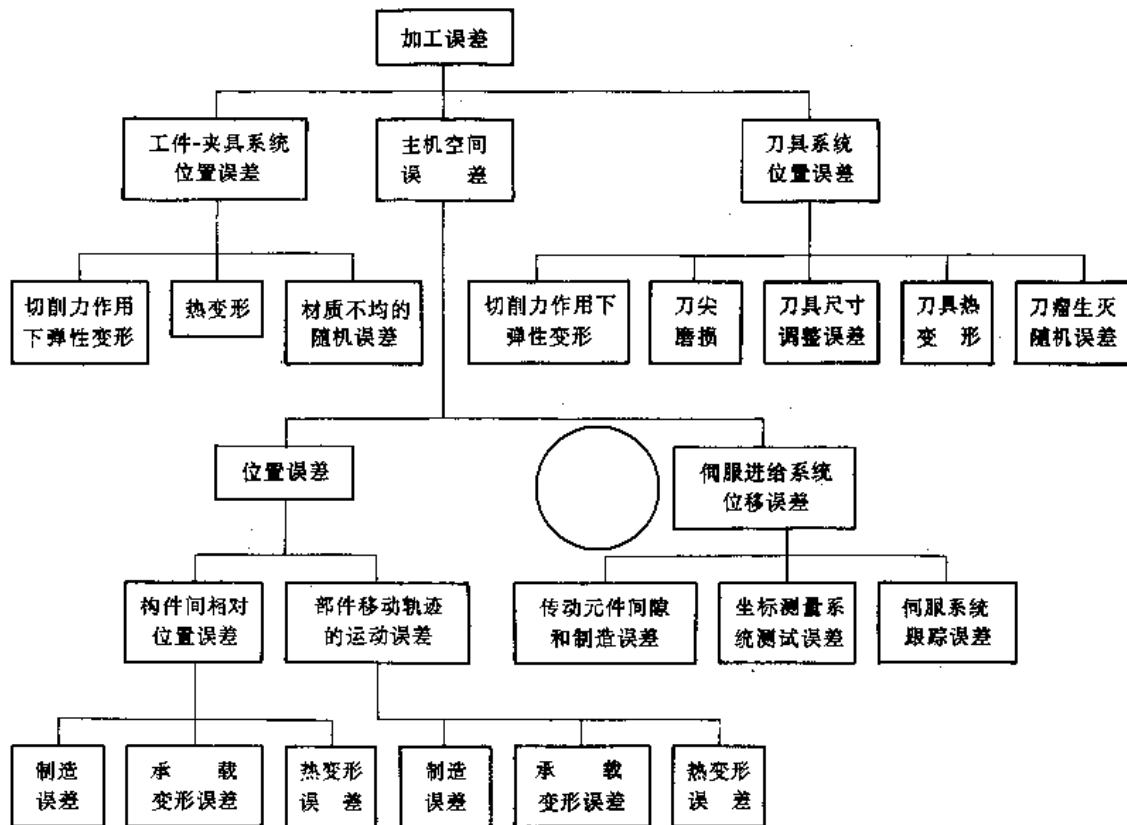 加工误差
工件-夹具系统
位置误差
主机空间
误 差
刀具系统
位置误差
切削力作用
下弹性变形
热变形
材质不均的
随机误差
切削力作用下
弹性变形
刀尖
磨损
刀具尺寸
调整误差
刀具热
变 形
刀瘤生灭
随机误差
位置误差
伺服进给系统
位移误差
构件间相对
位置误差
部件移动轨迹
的运动误差
传动元件间隙
和制造误差
坐标测量系
统测试误差
伺服系统
跟踪误差
制造
误差
承 载
变形误差
热变形
误 差
制造
误差
承 载
变形误差
热变形
误 差